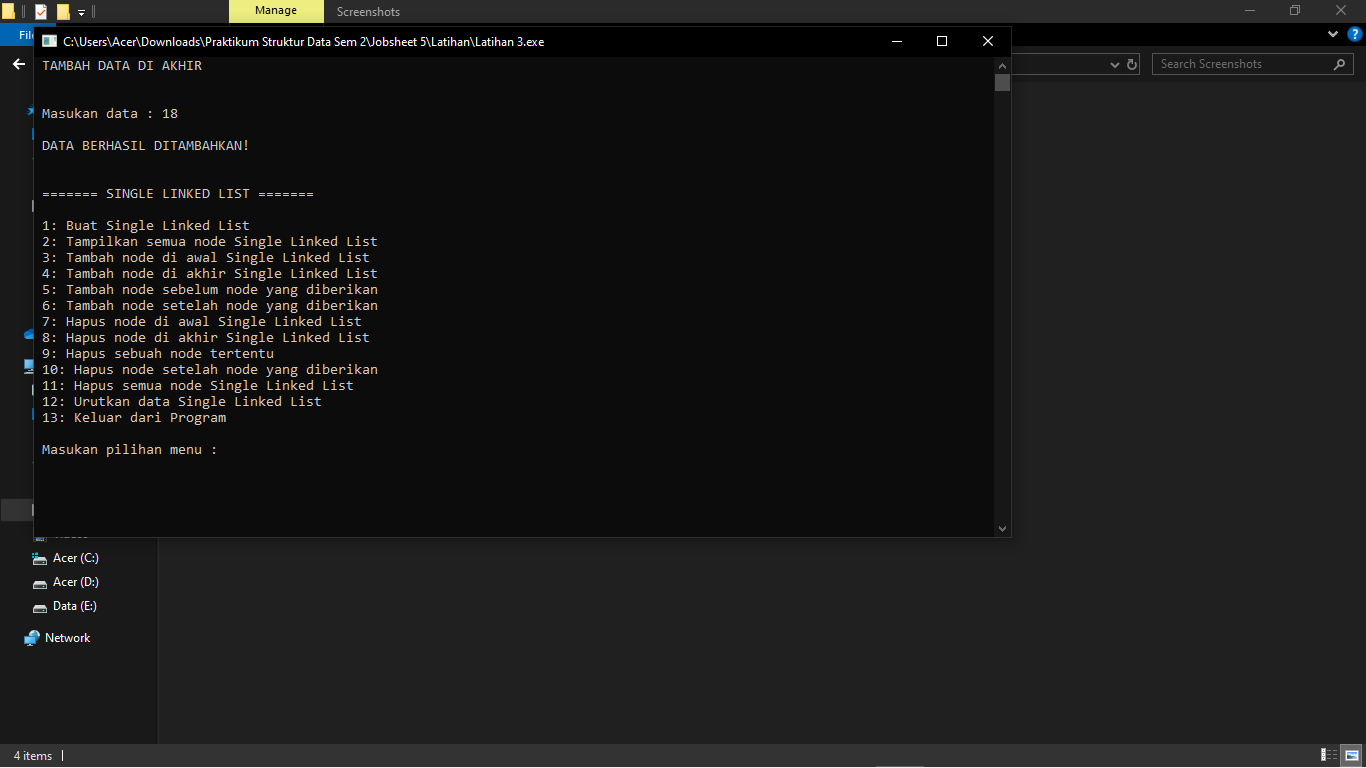 Manage
Screenshots
C:\Users\Acer\Downloads\Praktikum Struktur Data Sem 2\Jobsheet 5\Latihan\Latihan 3.exe
Search Screenshots
TAMBAH DATA DI AKHIR
Masukan data : 18
DATA BERHASIL DITAMBAHKAN!
======= SINGLE LINKED LIST =======
1: Buat Single Linked List
2: Tampilkan semua node Single Linked List
3: Tambah node di awal Single Linked List
4: Tambah node di akhir Single Linked List
5: Tambah node sebelum node yang diberikan
6: Tambah node setelah node yang diberikan
7: Hapus node di awal Single Linked List
8: Hapus node di akhir Single Linked List
9: Hapus sebuah node tertentu
10: Hapus node setelah node yang diberikan
11: Hapus semua node Single Linked List
12: Urutkan data Single Linked List
13: Keluar dari Program
Masukan pilihan menu :
Acer (C:)
Acer (D:)
Data (E:)
Network
4 items